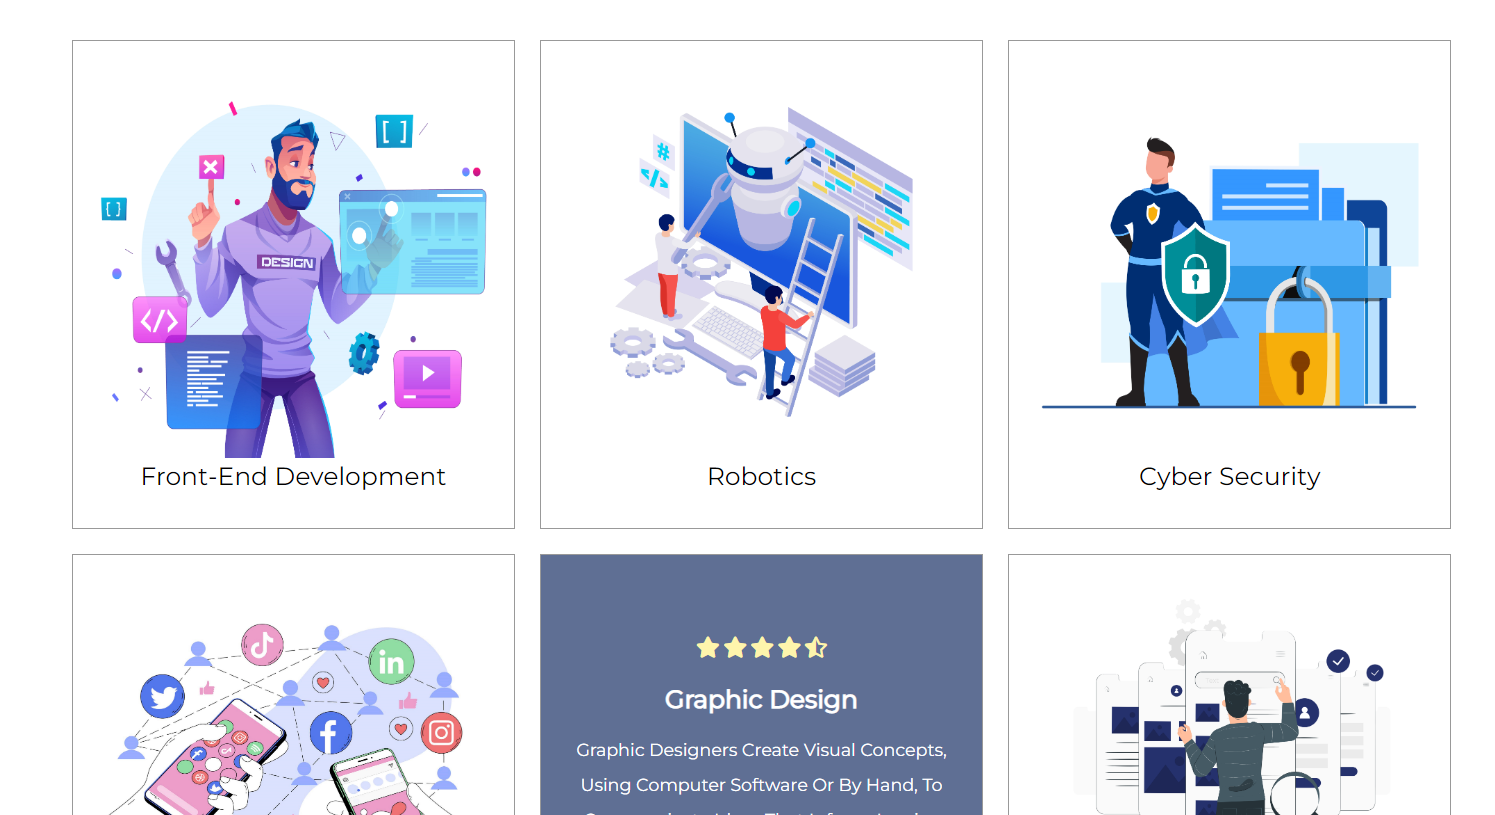 [ ]
[ ]
DESIGN
</>
#
</>
Front-End Development
Robotics
Cyber Security
in
Graphic Design
Graphic Designers Create Visual Concepts,
Using Computer Software Or By Hand, To